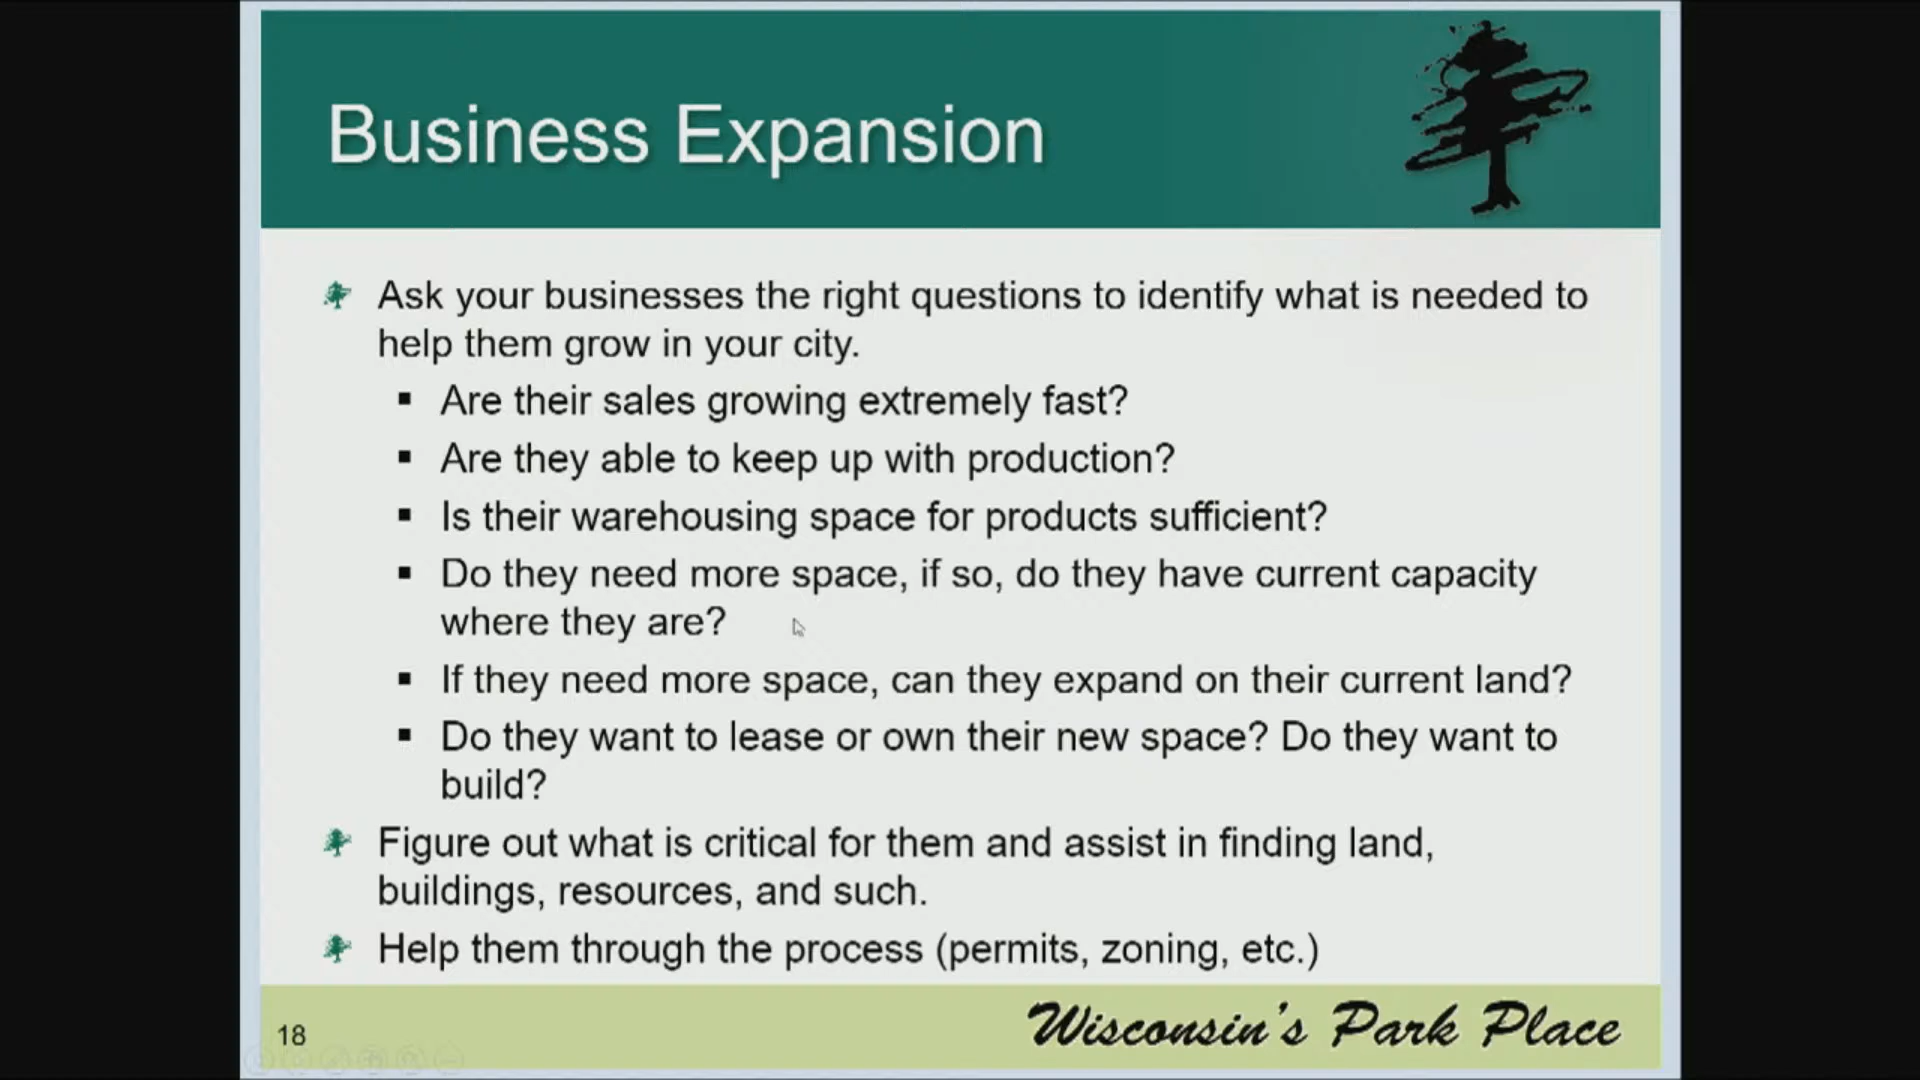 Business Expansion
Ask your businesses the right questions to identify what is needed to
help them grow in your city.
Are their sales growing extremely fast?
Are they able to keep up with production?
Is their warehousing space for products sufficient?
Do they need more space, if so, do they have current capacity
where they are?
If they need more space, can they expand on their current land?
Do they want to lease or own their new space? Do they want to
build?
Figure out what is critical for them and assist in finding land,
buildings, resources, and such.
Help them through the process (permits, zoning, etc.)
18
Wisconsin's Park Place